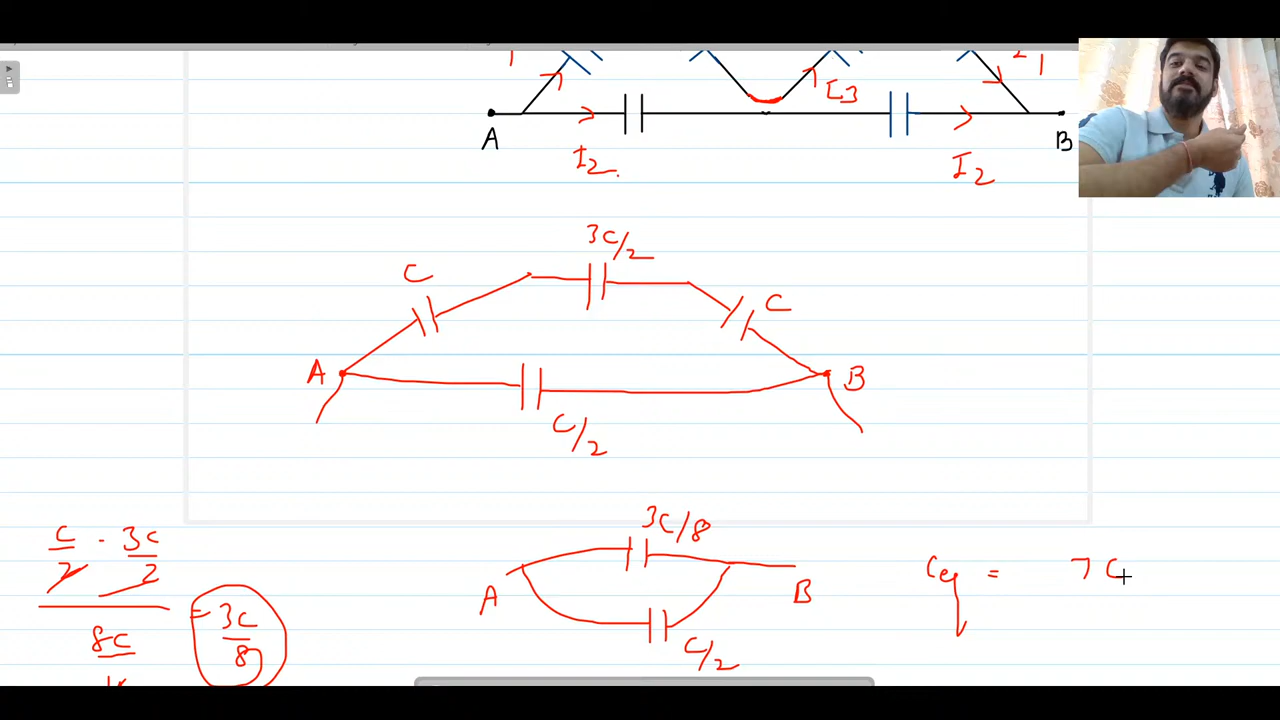 I3
A
B
I2.
I2
3C/2
C
C
A
B
C/2
3C/8
C/2 · 3C/2
A
B
Ceq = 7C
= 3C/8
8C
C/2